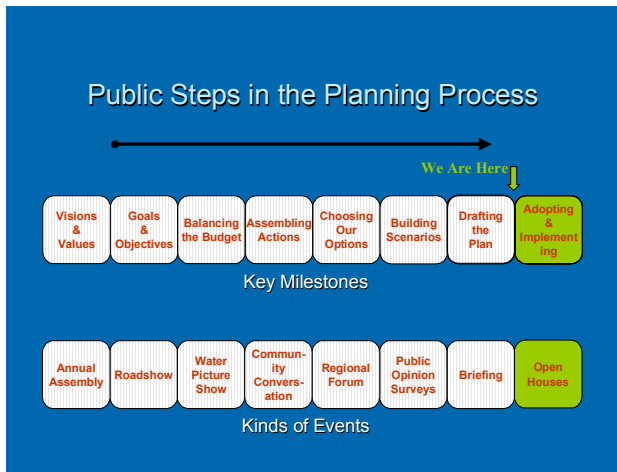 Public Steps in the Planning Process
We Are Here
Visions
&
Values
Goals
&
Objectives
Balancing
the Budget
Assembling
Actions
Choosing
Our
Options
Building
Scenarios
Drafting
the
Plan
Adopting
&
Implement
ing
Key Milestones
Annual
Assembly
Roadshow
Water
Picture
Show
Commun-
ity
Convers-
ation
Regional
Forum
Public
Opinion
Surveys
Briefing
Open
Houses
Kinds of Events